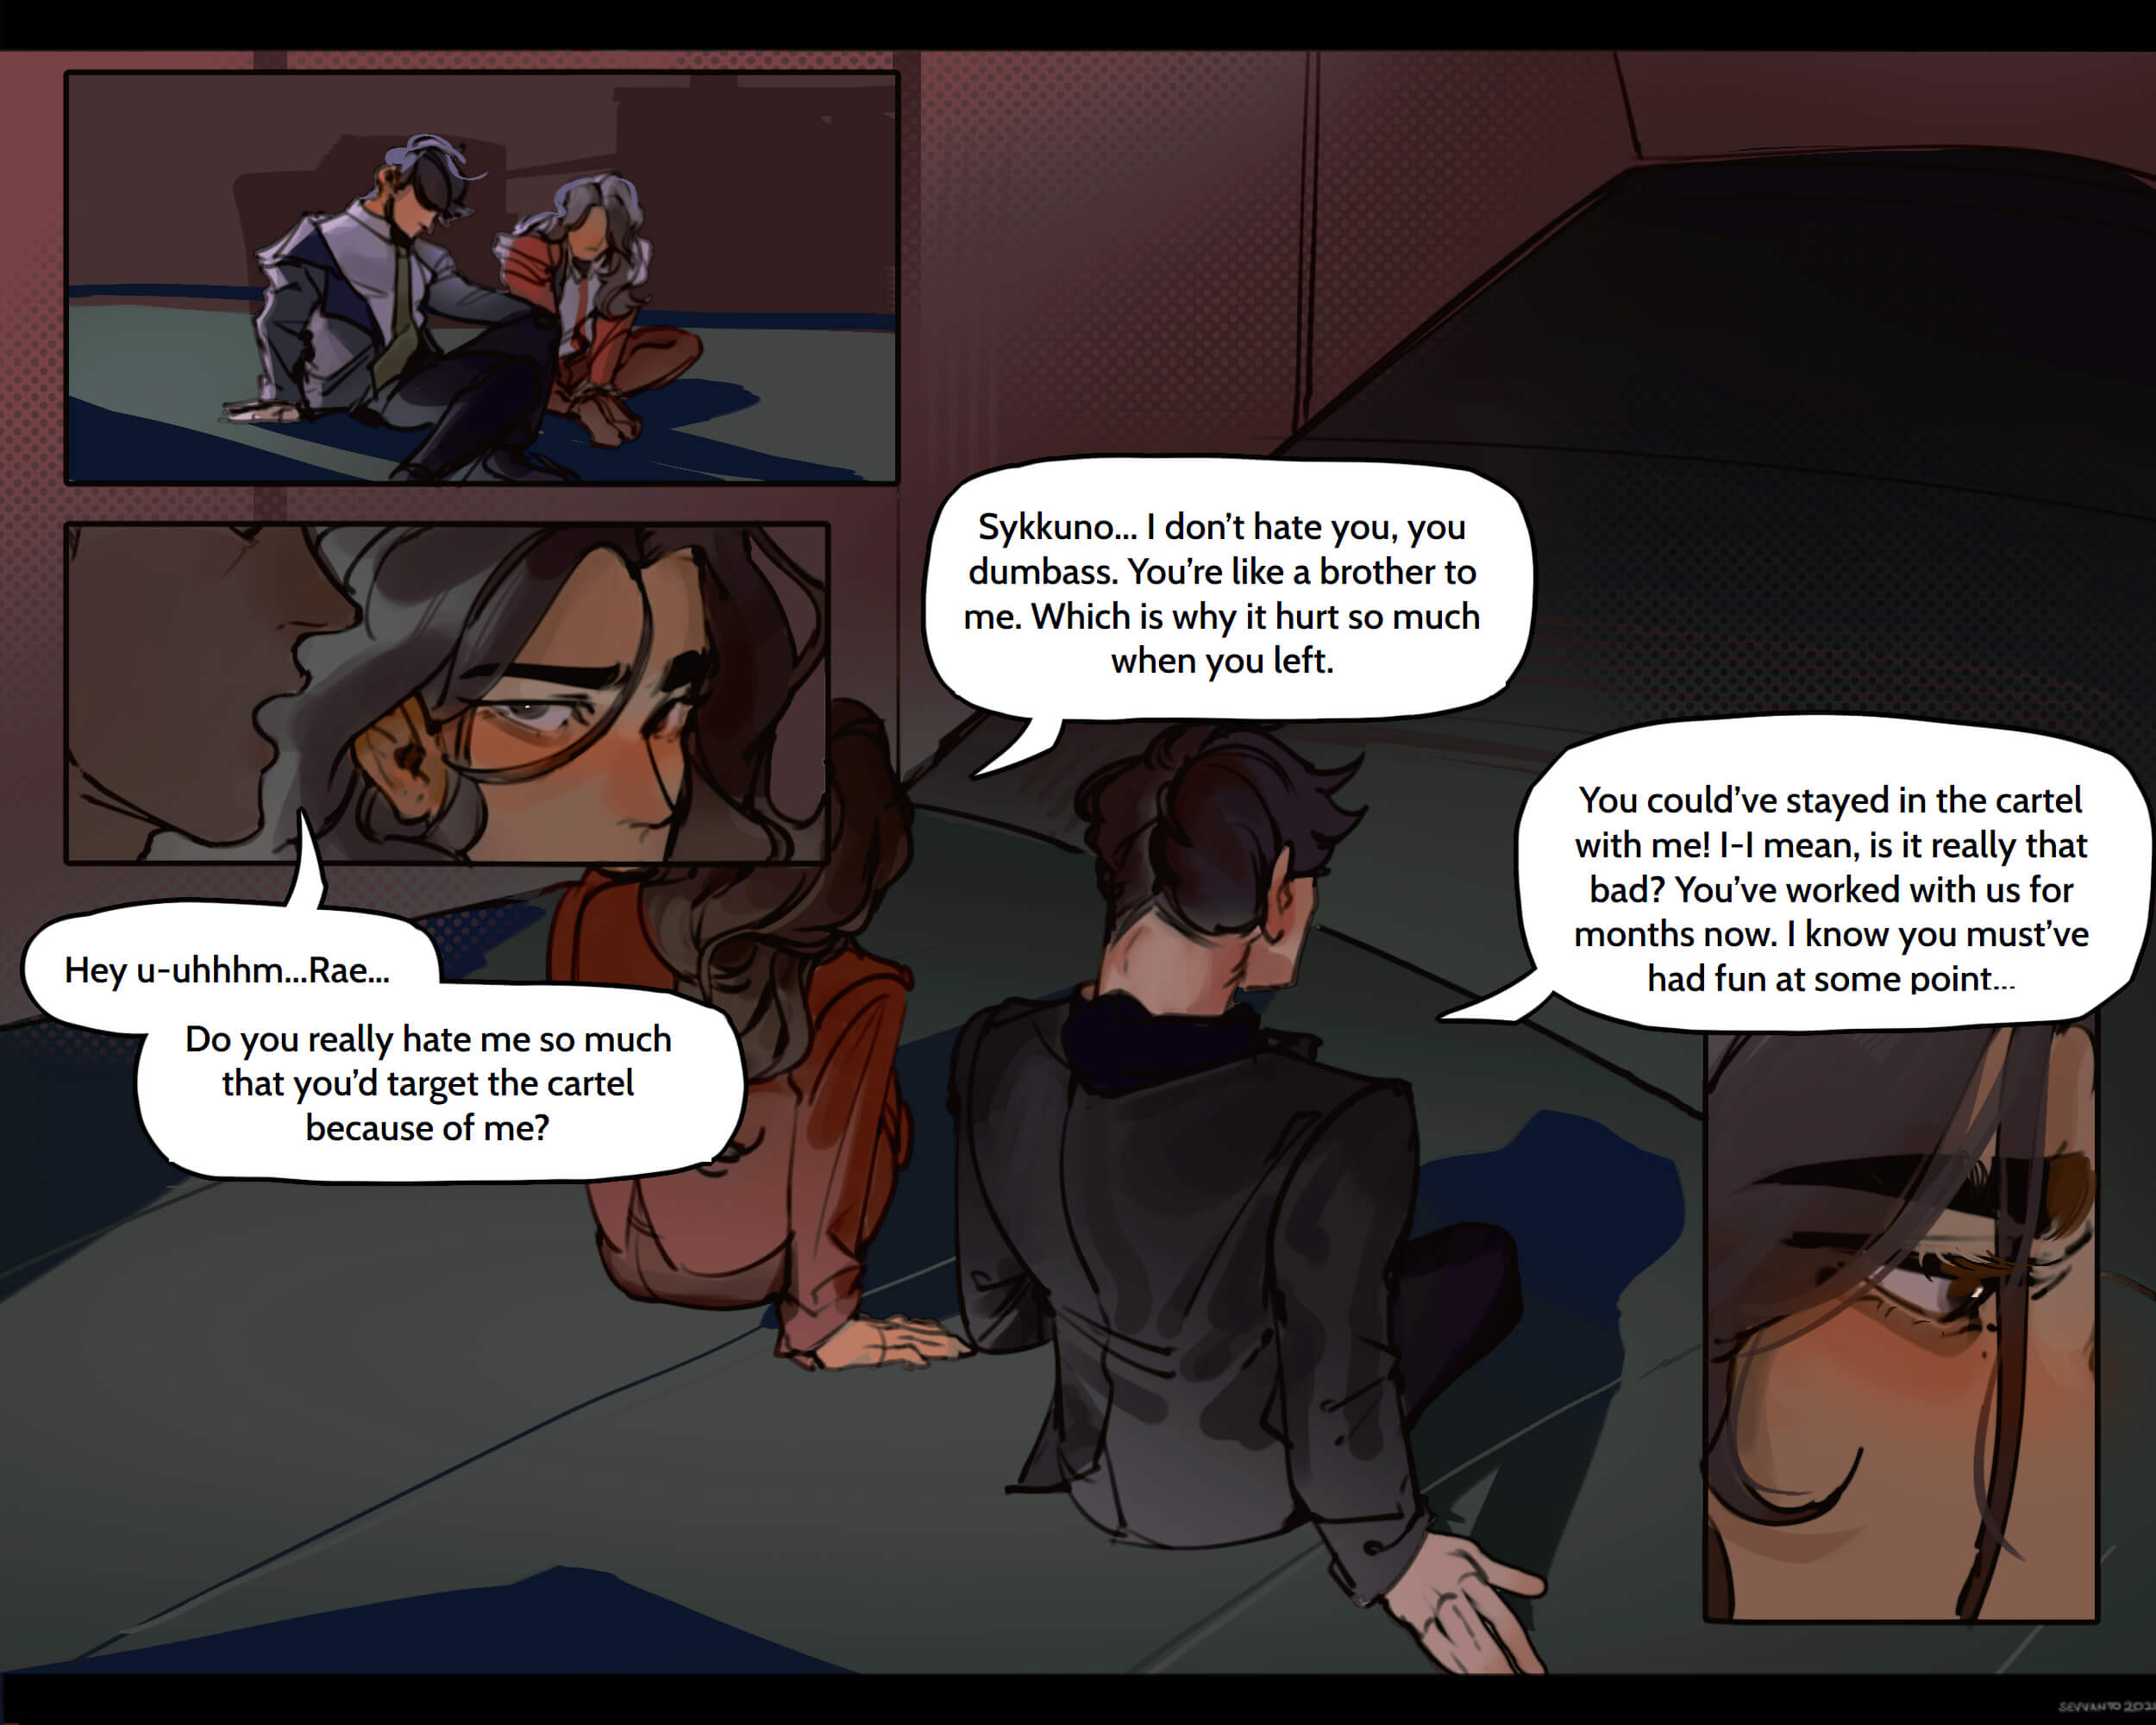 Hey u-uhhhm...Rae...
Do you really hate me so much
that you'd target the cartel
because of me?
Sykkuno... I don't hate you, you
dumbass. You're like a brother to
me. Which is why it hurt so much
when you left.
You could've stayed in the cartel
with me! I-I mean, is it really that
bad? You've worked with us for
months now. I know you must've
had fun at some point...